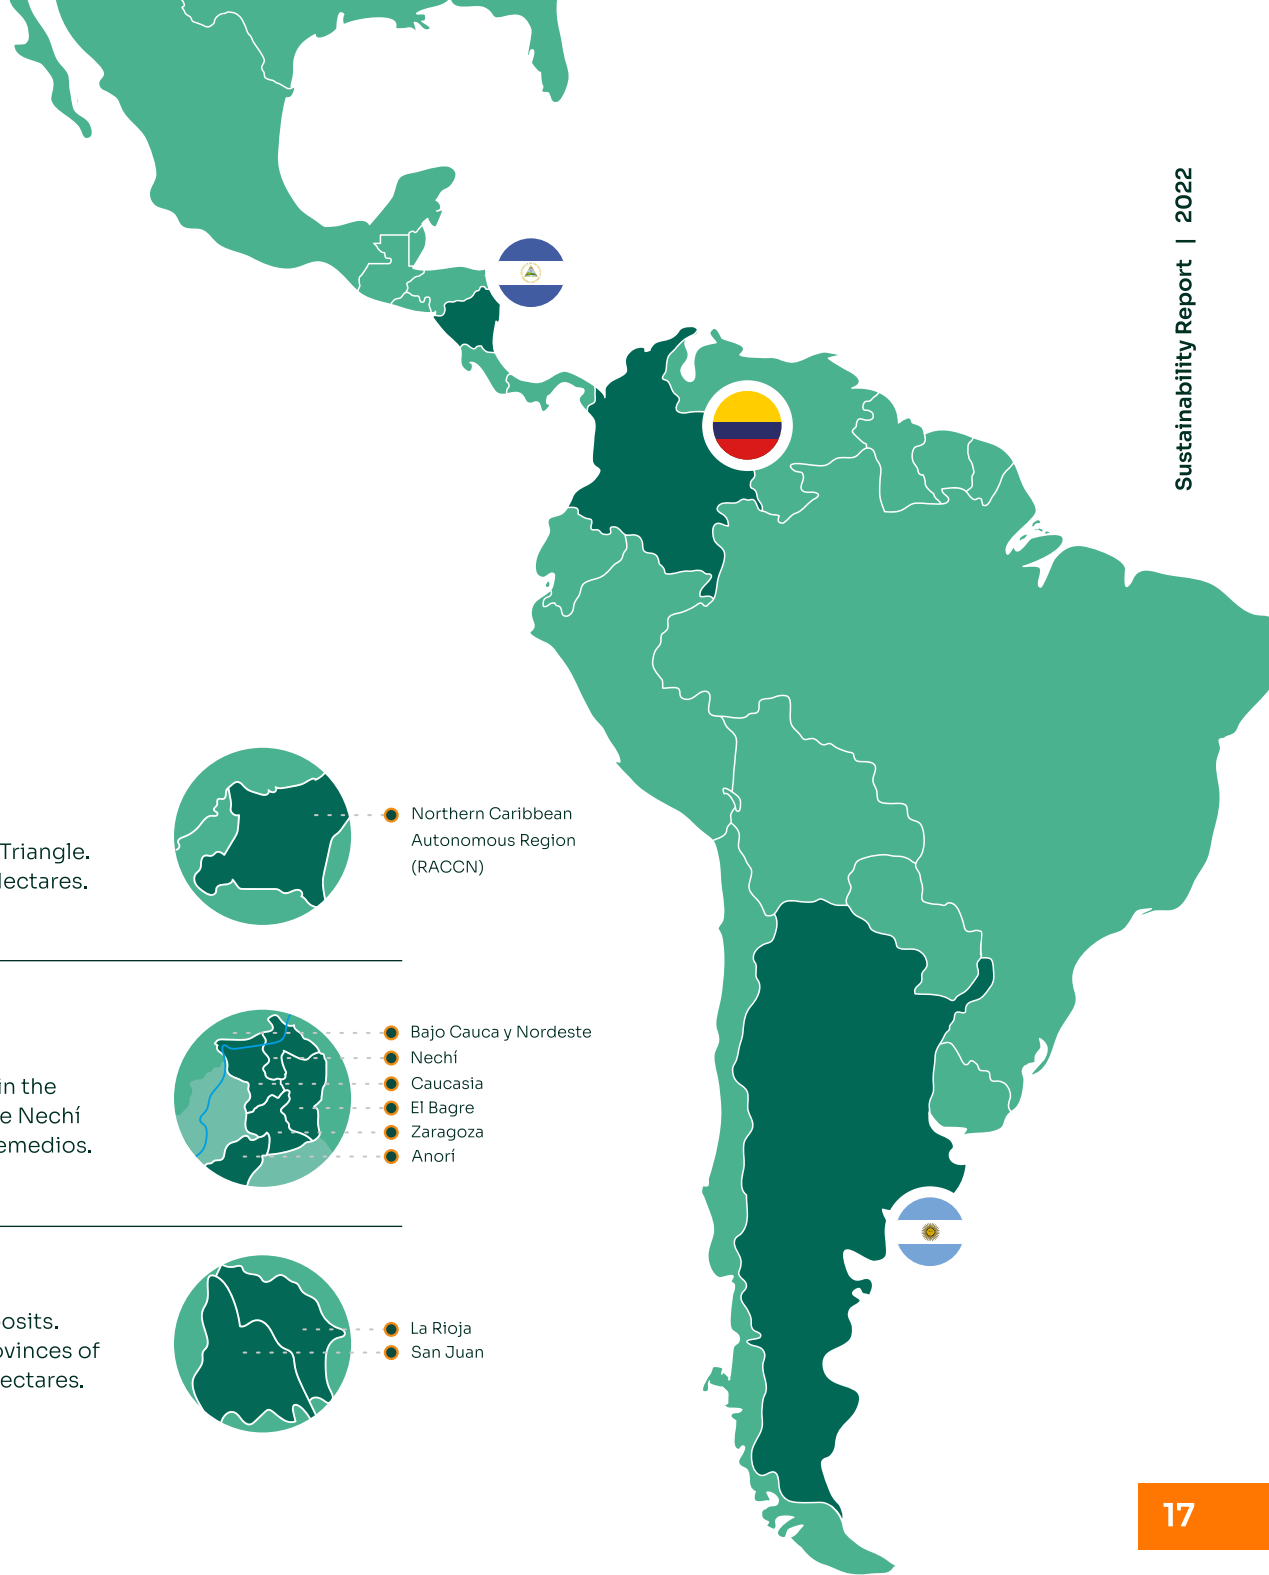 Sustainability Report | 2022
Triangle.
Hectares.
Northern Caribbean
Autonomous Region
(RACCN)
in the
e Nechí
emedios.
Bajo Cauca y Nordeste
Nechí
Caucasia
El Bagre
Zaragoza
Anorí
osits.
ovinces of
ectares.
La Rioja
San Juan
17